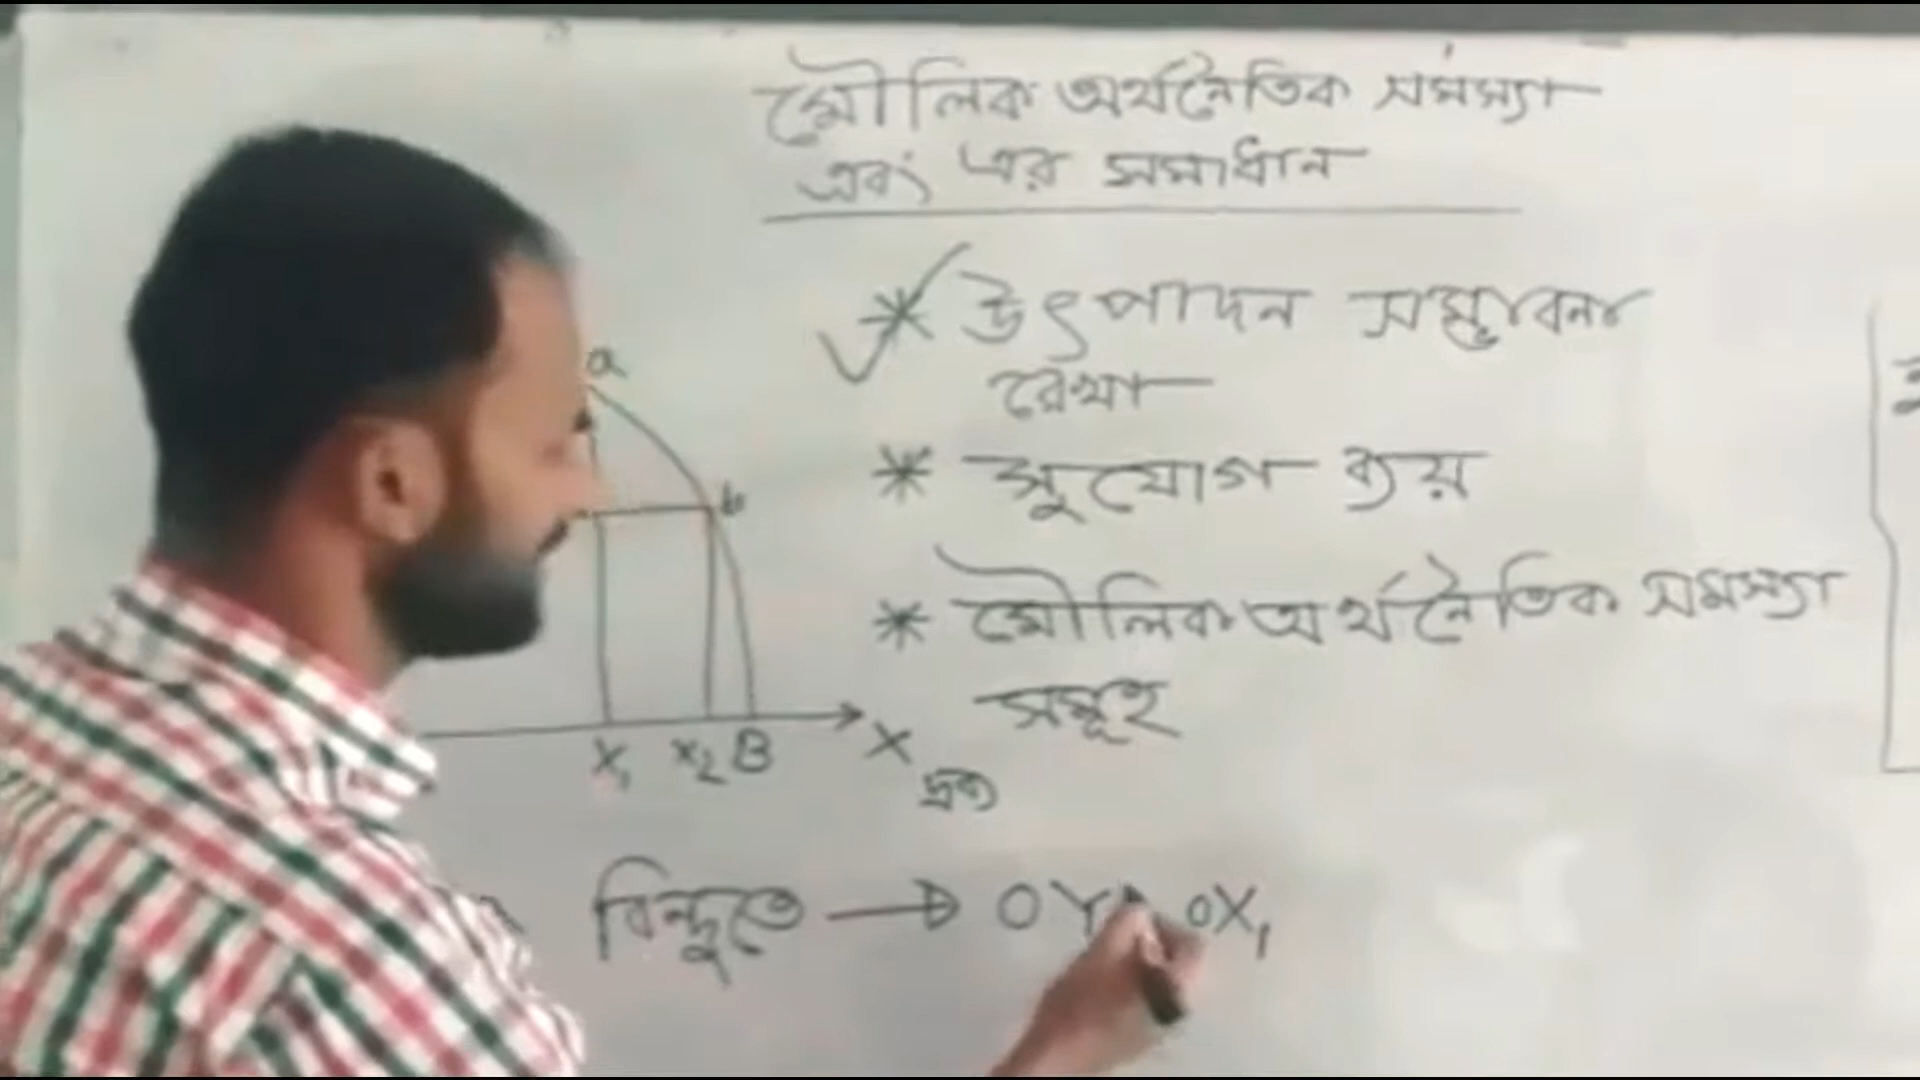 মৌলিক অর্থনৈতিক সমস্যা
এবং এর সমাধান
* উৎপাদন সম্ভাবনা
রেখা
* সুযোগ ব্যয়
* মৌলিক অর্থনৈতিক সমস্যা
সমূহ
a
b
X₁ X₂ B X
দ্রব্য
বিন্দুতে → OY OX₁